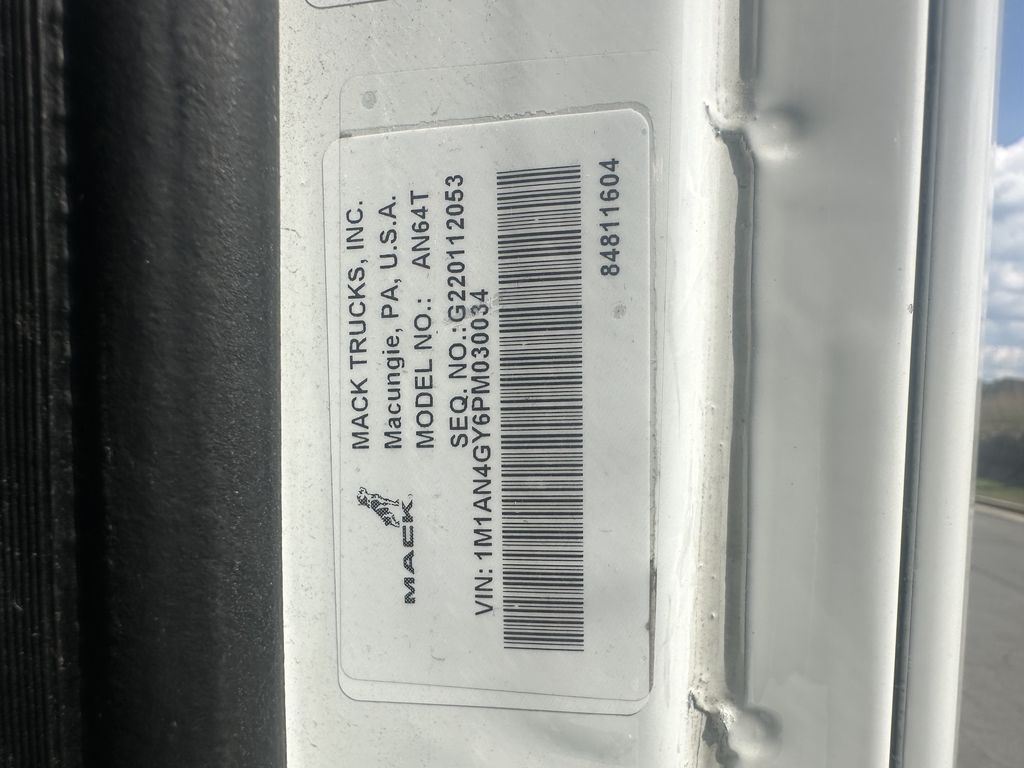 MACK TRUCKS, INC.
Macungie, PA, U.S.A.
MODEL NO.: AN64T
SEQ. NO.:G220112053
MACK
VIN: 1M1AN4GY6PM030034
84811604